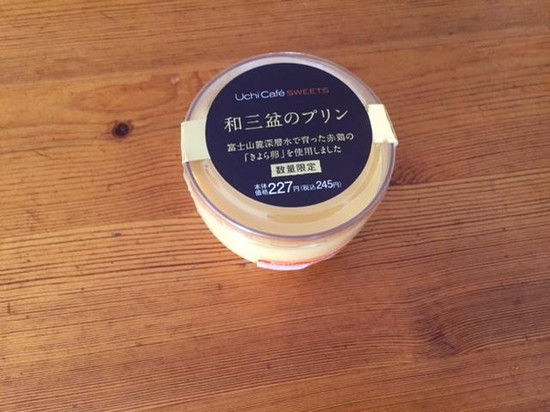 Uchi Café SWEETS
和三盆のプリン
富士山麓深層水で育った赤鶏の
「きよら卵」を使用しました
数量限定
本体価格227円(税込245円)